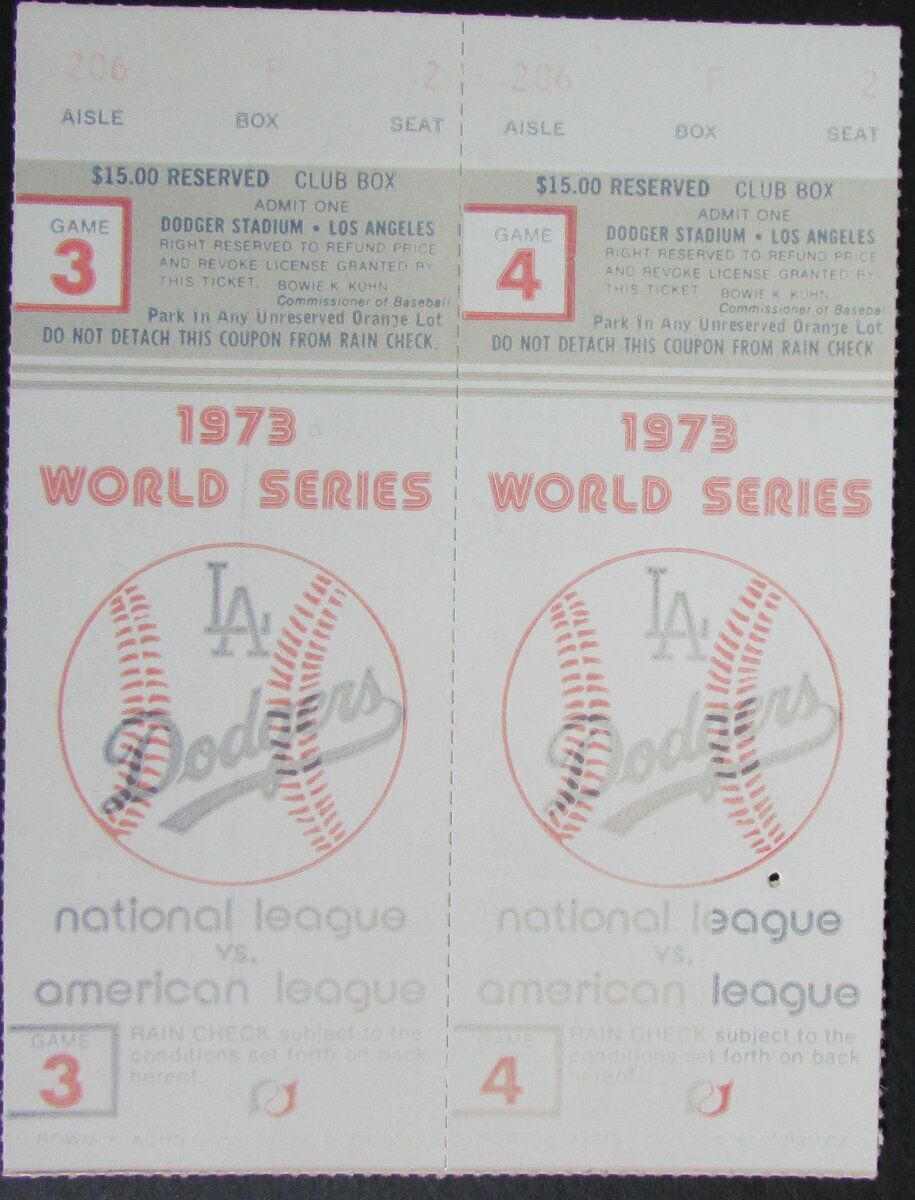 206 F 2
AISLE BOX SEAT
$15.00 RESERVED CLUB BOX
ADMIT ONE
DODGER STADIUM • LOS ANGELES
RIGHT RESERVED TO REFUND PRICE
AND REVOKE LICENSE GRANTED BY
THIS TICKET. BOWIE K. KUHN
Commissioner of Baseball
Park In Any Unreserved Orange Lot
DO NOT DETACH THIS COUPON FROM RAIN CHECK.
GAME
3
1973
WORLD SERIES
LA
Dodgers
national league
vs.
american league
GAME
3
RAIN CHECK subject to the
conditions set forth on back
hereof
BOWIE K. KUHN
206 F 2
AISLE BOX SEAT
$15.00 RESERVED CLUB BOX
ADMIT ONE
DODGER STADIUM • LOS ANGELES
RIGHT RESERVED TO REFUND PRICE
AND REVOKE LICENSE GRANTED BY
THIS TICKET. BOWIE K. KUHN
Commissioner of Basebal
Park In Any Unreserved Orange Lot.
DO NOT DETACH THIS COUPON FROM RAIN CHECK
GAME
4
1973
WORLD SERIES
LA
Dodgers
national league
vs.
american league
GAME
4
RAIN CHECK subject to the
conditions set forth on back
hereof